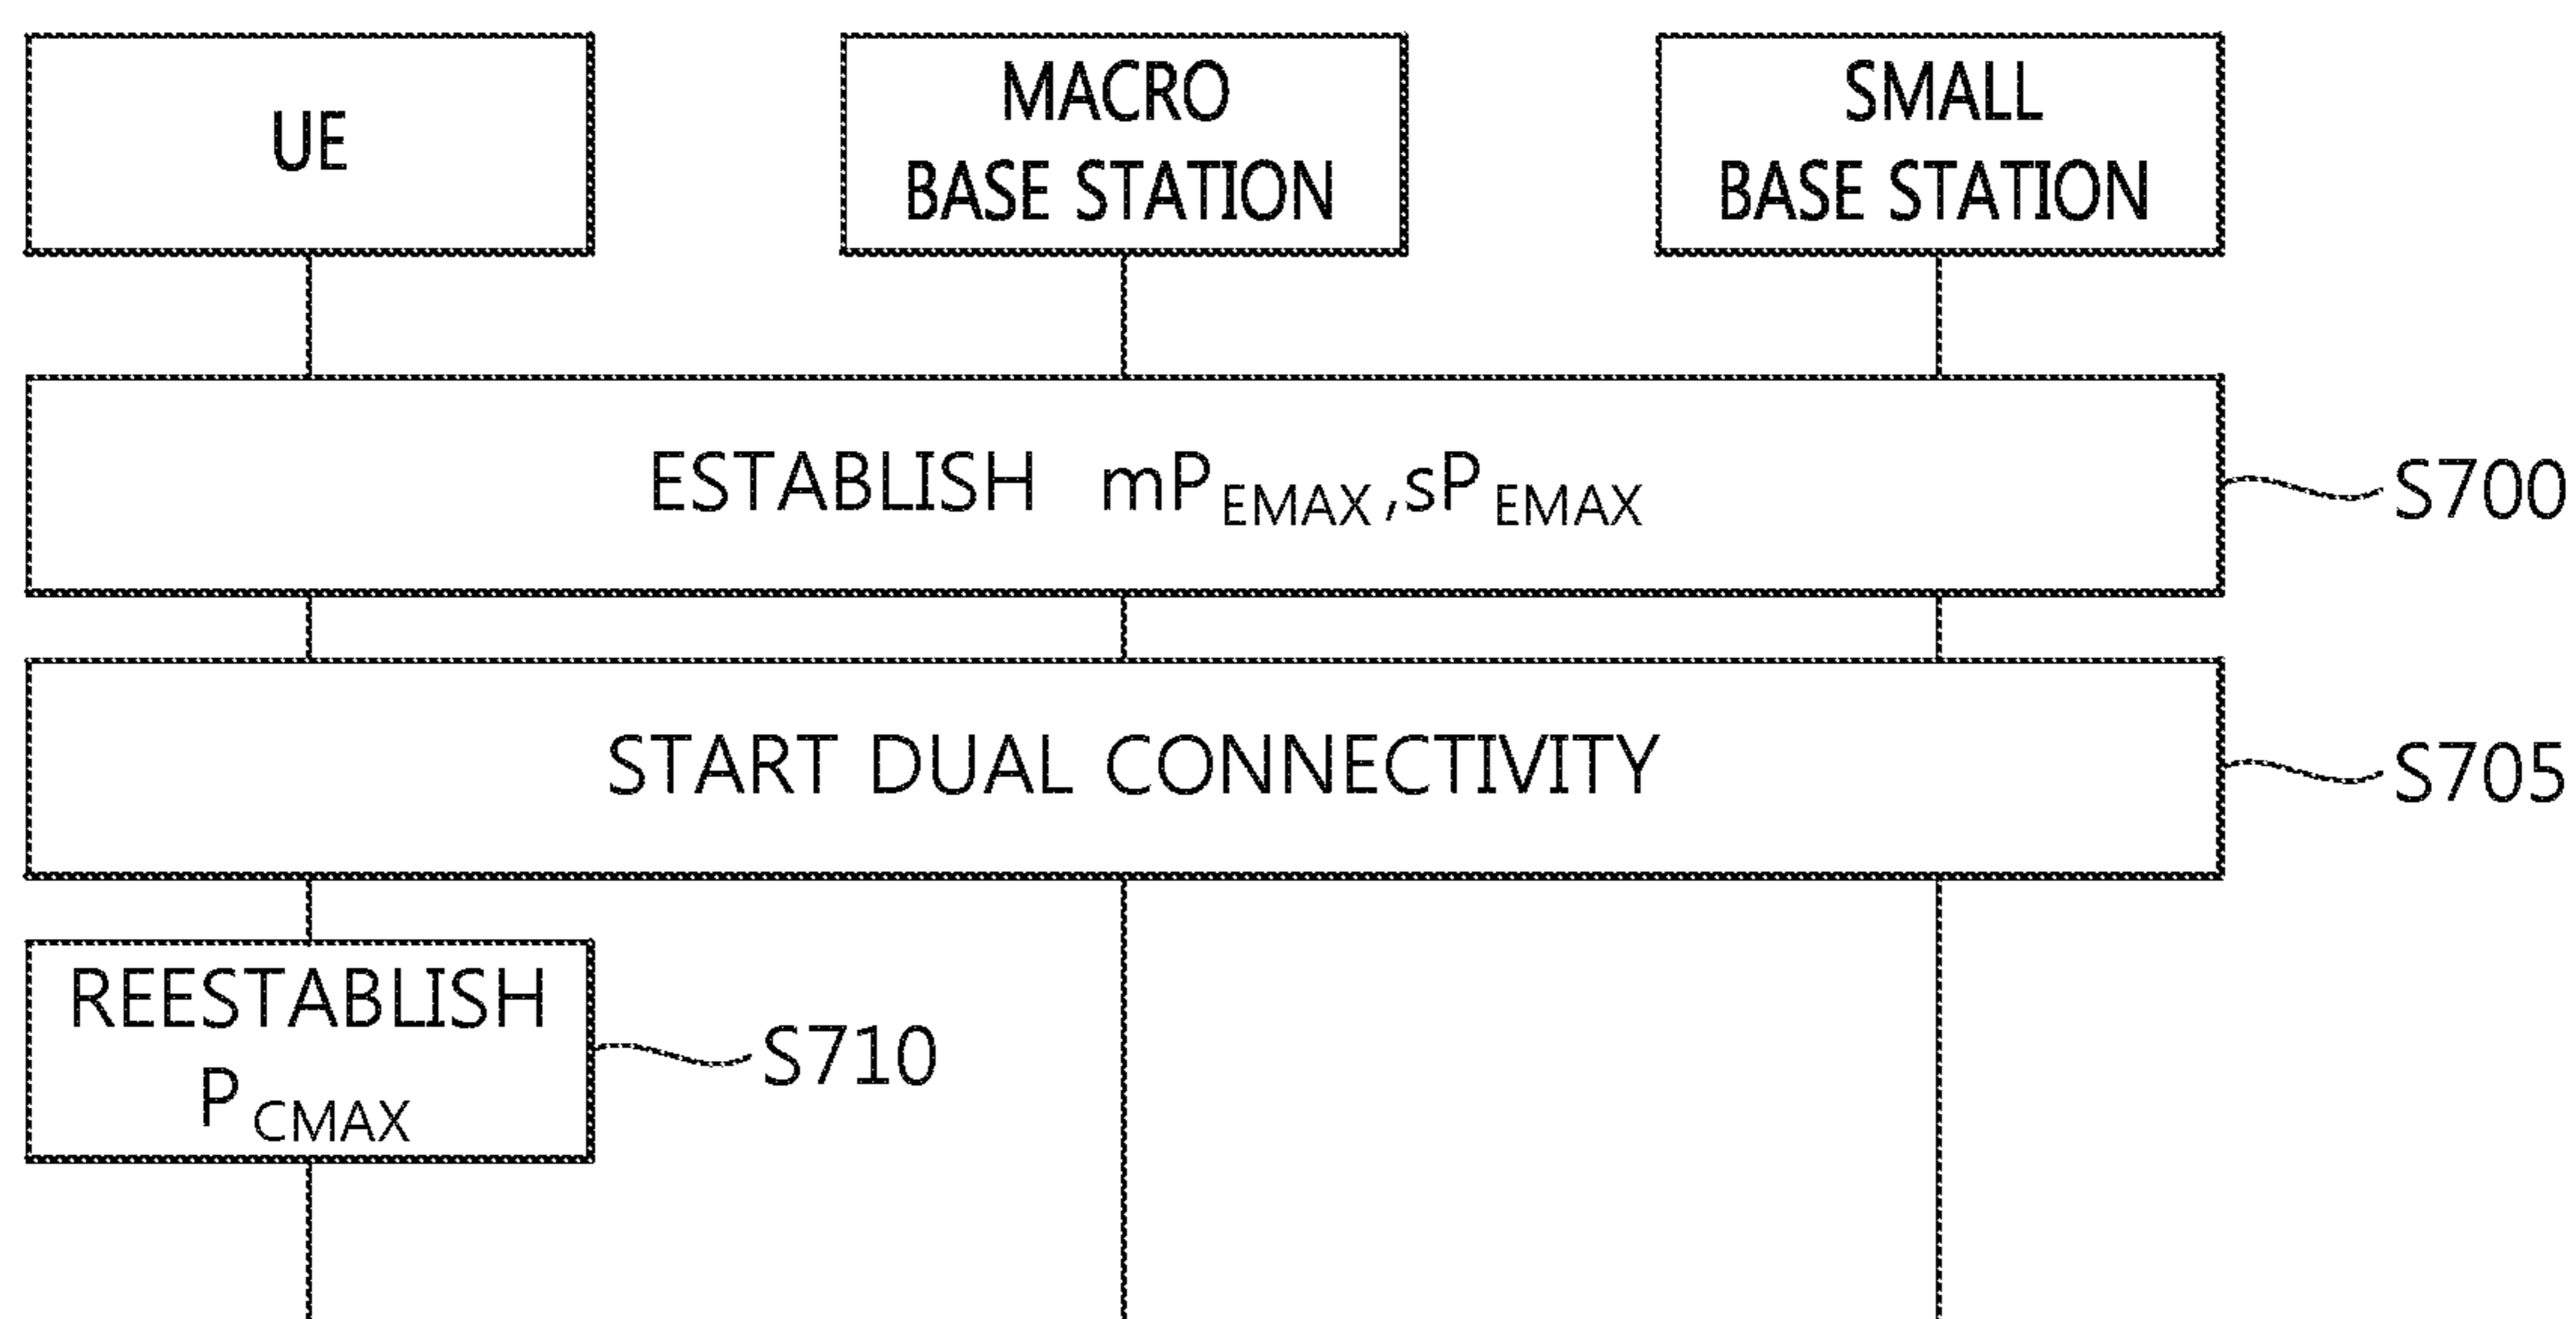 UE
MACRO
BASE STATION
SMALL
BASE STATION
ESTABLISH mPEMAX,sPEMAX
S700
START DUAL CONNECTIVITY
S705
REESTABLISH
PCMAX
S710